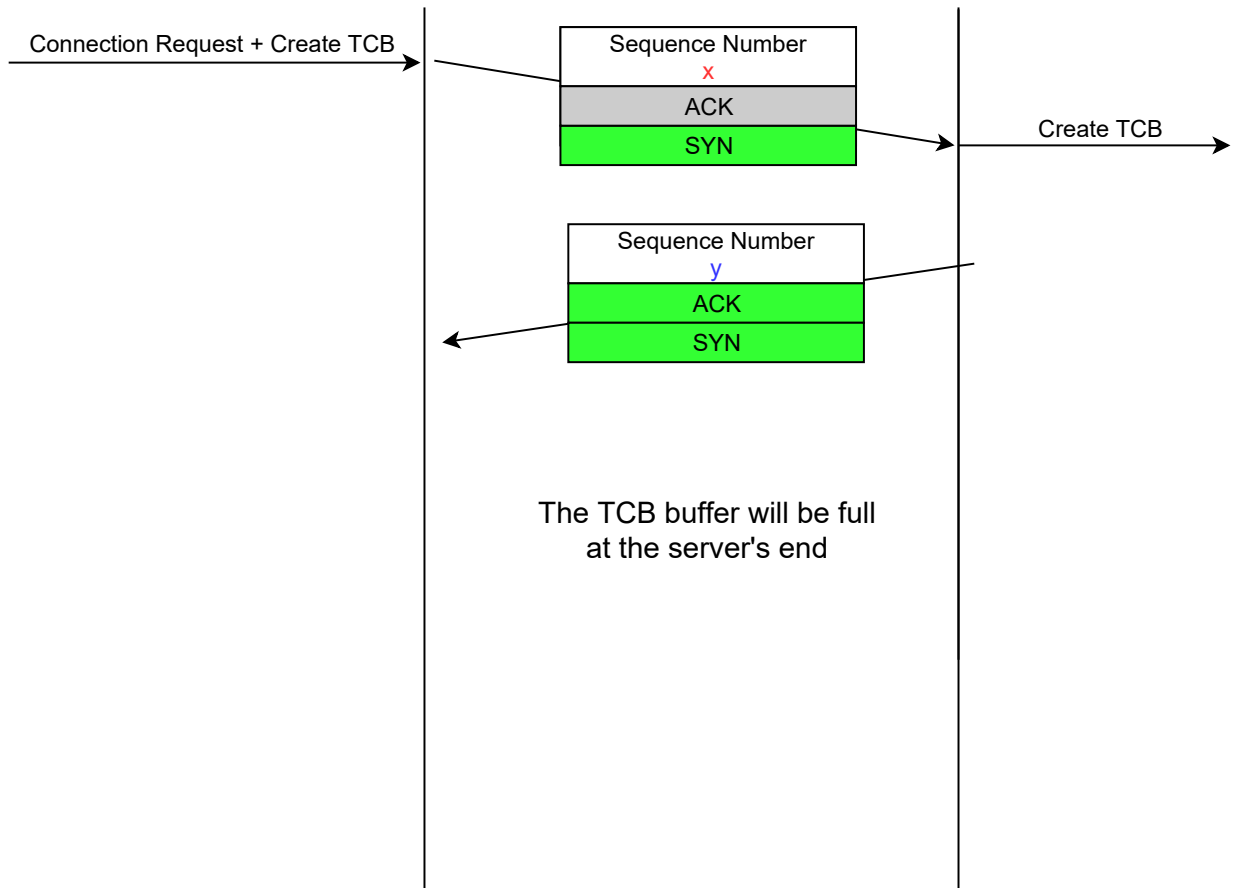 Connection Request + Create TCB
Sequence Number
x
ACK
SYN
Create TCB
Sequence Number
y
ACK
SYN
The TCB buffer will be full
at the server's end